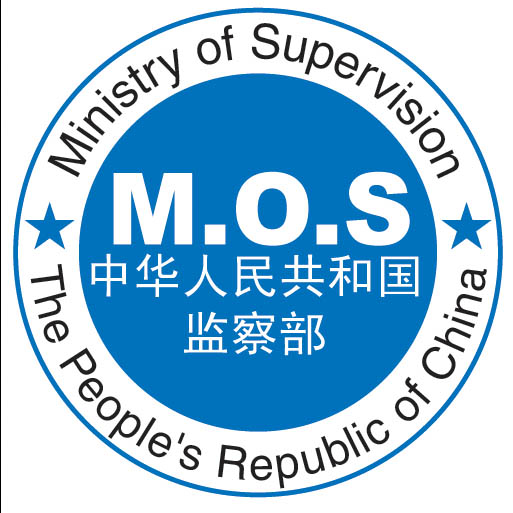 Ministry of Supervision
M.O.S
中华人民共和国
监察部
The People's Republic of China